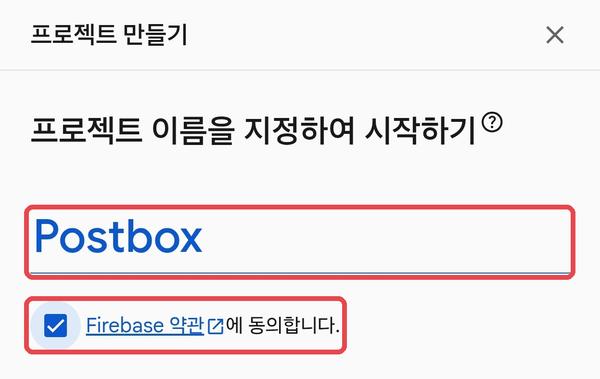 프로젝트 만들기
프로젝트 이름을 지정하여 시작하기
Postbox
Firebase 약관에 동의합니다.